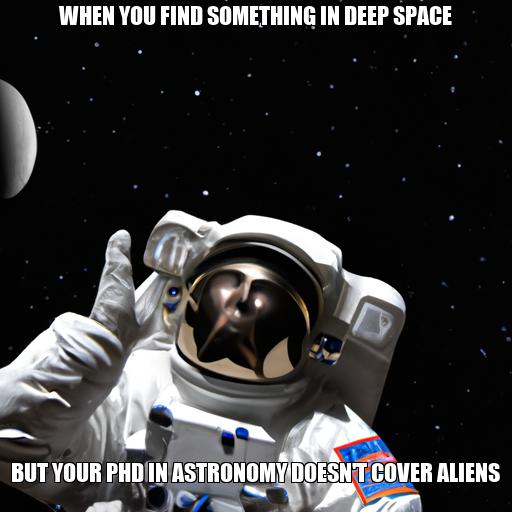 WHEN YOU FIND SOMETHING IN DEEP SPACE
BUT YOUR PHD IN ASTRONOMY DOESN'T COVER ALIENS